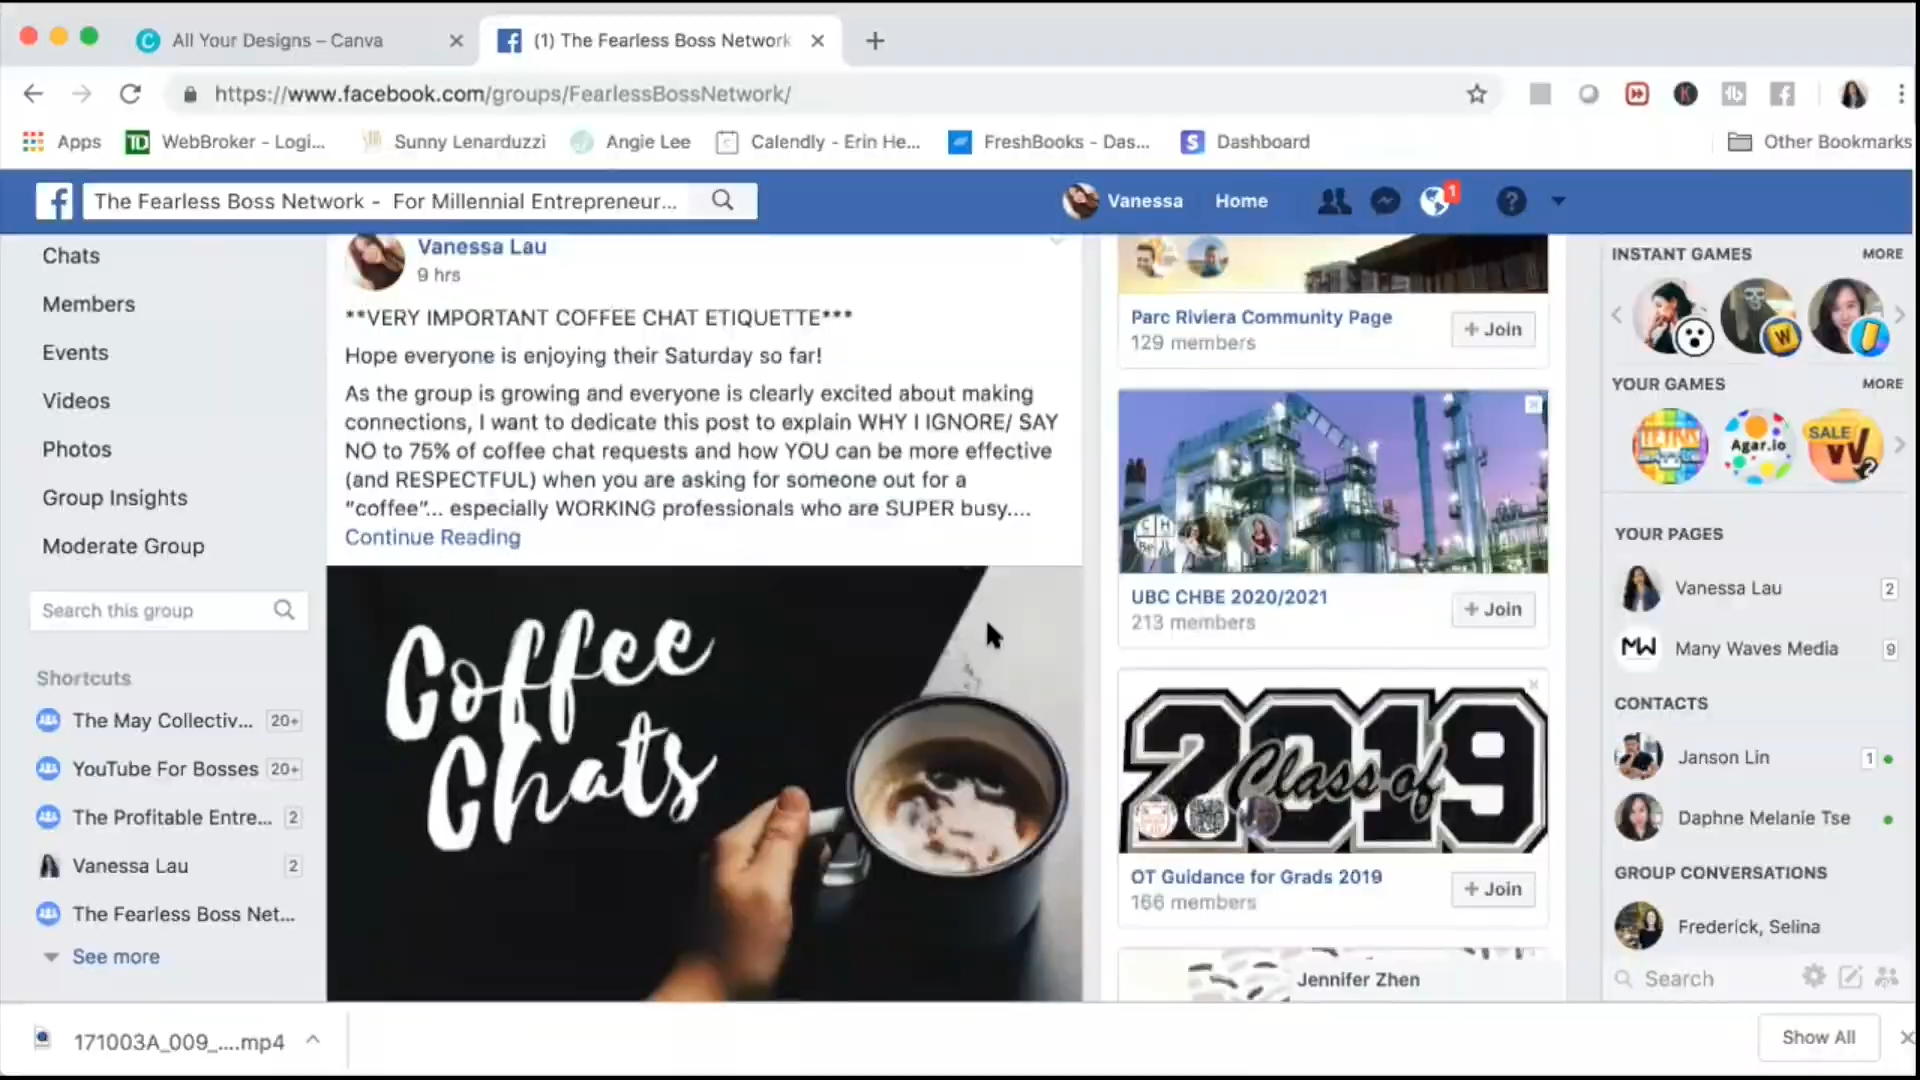 All Your Designs – Canva
(1) The Fearless Boss Network
https://www.facebook.com/groups/FearlessBossNetwork/
Apps
TD
WebBroker - Logi...
Sunny Lenarduzzi
Angie Lee
Calendly - Erin He...
FreshBooks - Das...
S
Dashboard
Other Bookmarks
The Fearless Boss Network - For Millennial Entrepreneur...
Vanessa
Home
1
Chats
Members
Events
Videos
Photos
Group Insights
Moderate Group
Search this group
Shortcuts
The May Collectiv... 20+
YouTube For Bosses 20+
The Profitable Entre... 2
Vanessa Lau 2
The Fearless Boss Net...
See more
Vanessa Lau
9 hrs
**VERY IMPORTANT COFFEE CHAT ETIQUETTE***
Hope everyone is enjoying their Saturday so far!
As the group is growing and everyone is clearly excited about making
connections, I want to dedicate this post to explain WHY I IGNORE/ SAY
NO to 75% of coffee chat requests and how YOU can be more effective
(and RESPECTFUL) when you are asking for someone out for a
“coffee”... especially WORKING professionals who are SUPER busy....
Continue Reading
Coffee
Chats
Parc Riviera Community Page
129 members
+ Join
UBC CHBE 2020/2021
213 members
+ Join
2019
Class of
OT Guidance for Grads 2019
166 members
+ Join
Jennifer Zhen
INSTANT GAMES MORE
W
YOUR GAMES MORE
Agar.io
SALE
YOUR PAGES
Vanessa Lau 2
MW
Many Waves Media 9
CONTACTS
Janson Lin 1
Daphne Melanie Tse
GROUP CONVERSATIONS
Frederick, Selina
Search
171003A_009_....mp4
Show All